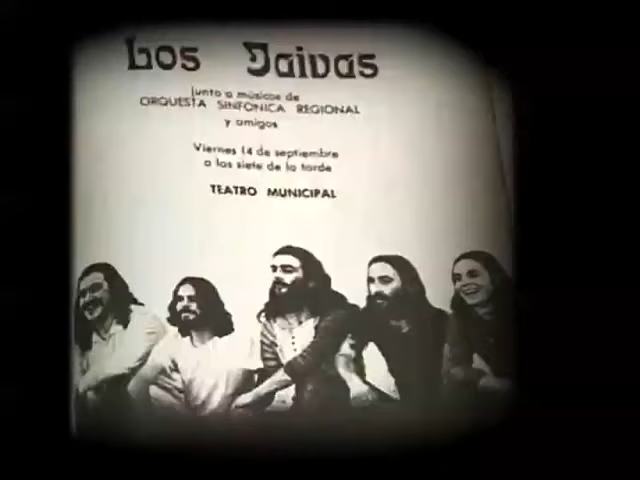 Los Jaivas
junto a músicos de
ORQUESTA SINFONICA REGIONAL
y amigos
Viernes 14 de septiembre
a las siete de la tarde
TEATRO MUNICIPAL